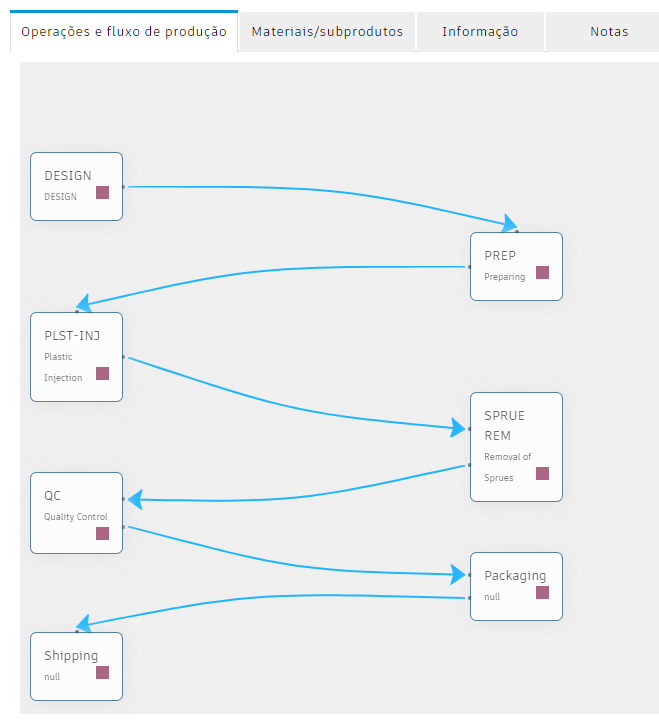 Operações e fluxo de produção
Materiais/subprodutos
Informação
Notas
DESIGN
DESIGN
PREP
Preparing
PLST-INJ
Plastic
Injection
SPRUE
REM
Removal of
Sprues
QC
Quality Control
Packaging
null
Shipping
null